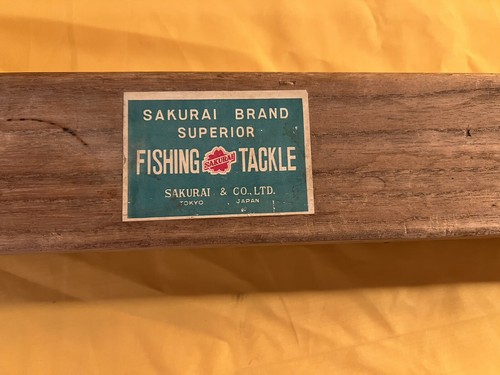 SAKURAI BRAND
SUPERIOR
FISHING SAKURAI TACKLE
SAKURAI & CO., LTD.
TOKYO JAPAN